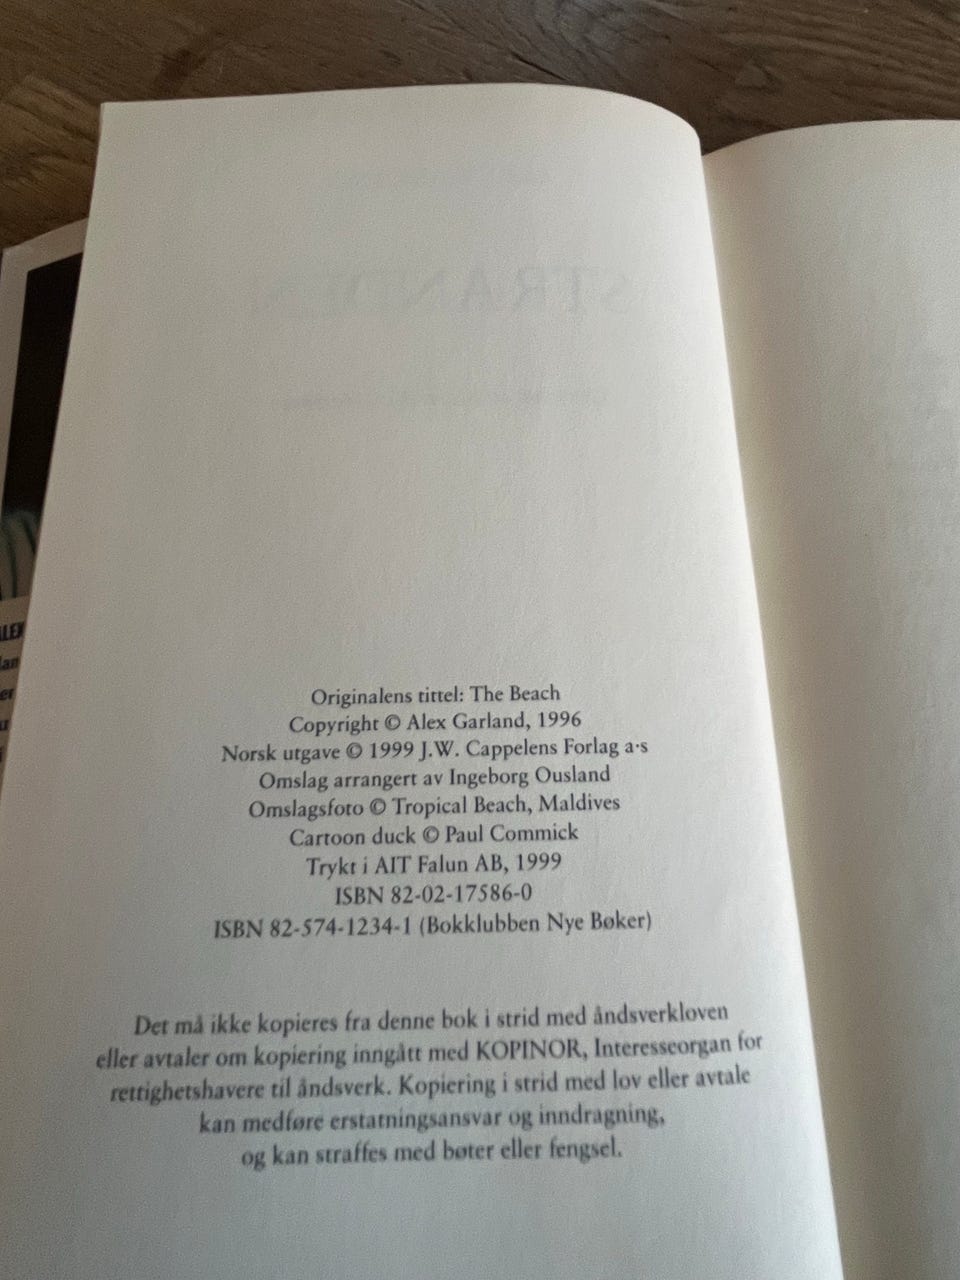 STRANDEN
ALEX
lan
er
Originalens tittel: The Beach
Copyright © Alex Garland, 1996
Norsk utgave © 1999 J.W. Cappelens Forlag a·s
Omslag arrangert av Ingeborg Ousland
Omslagsfoto © Tropical Beach, Maldives
Cartoon duck © Paul Commick
Trykt i AIT Falun AB, 1999
ISBN 82-02-17586-0
ISBN 82-574-1234-1 (Bokklubben Nye Bøker)
Det må ikke kopieres fra denne bok i strid med åndsverkloven
eller avtaler om kopiering inngått med KOPINOR, Interesseorgan for
rettighetshavere til åndsverk. Kopiering i strid med lov eller avtale
kan medføre erstatningsansvar og inndragning,
og kan straffes med bøter eller fengsel.